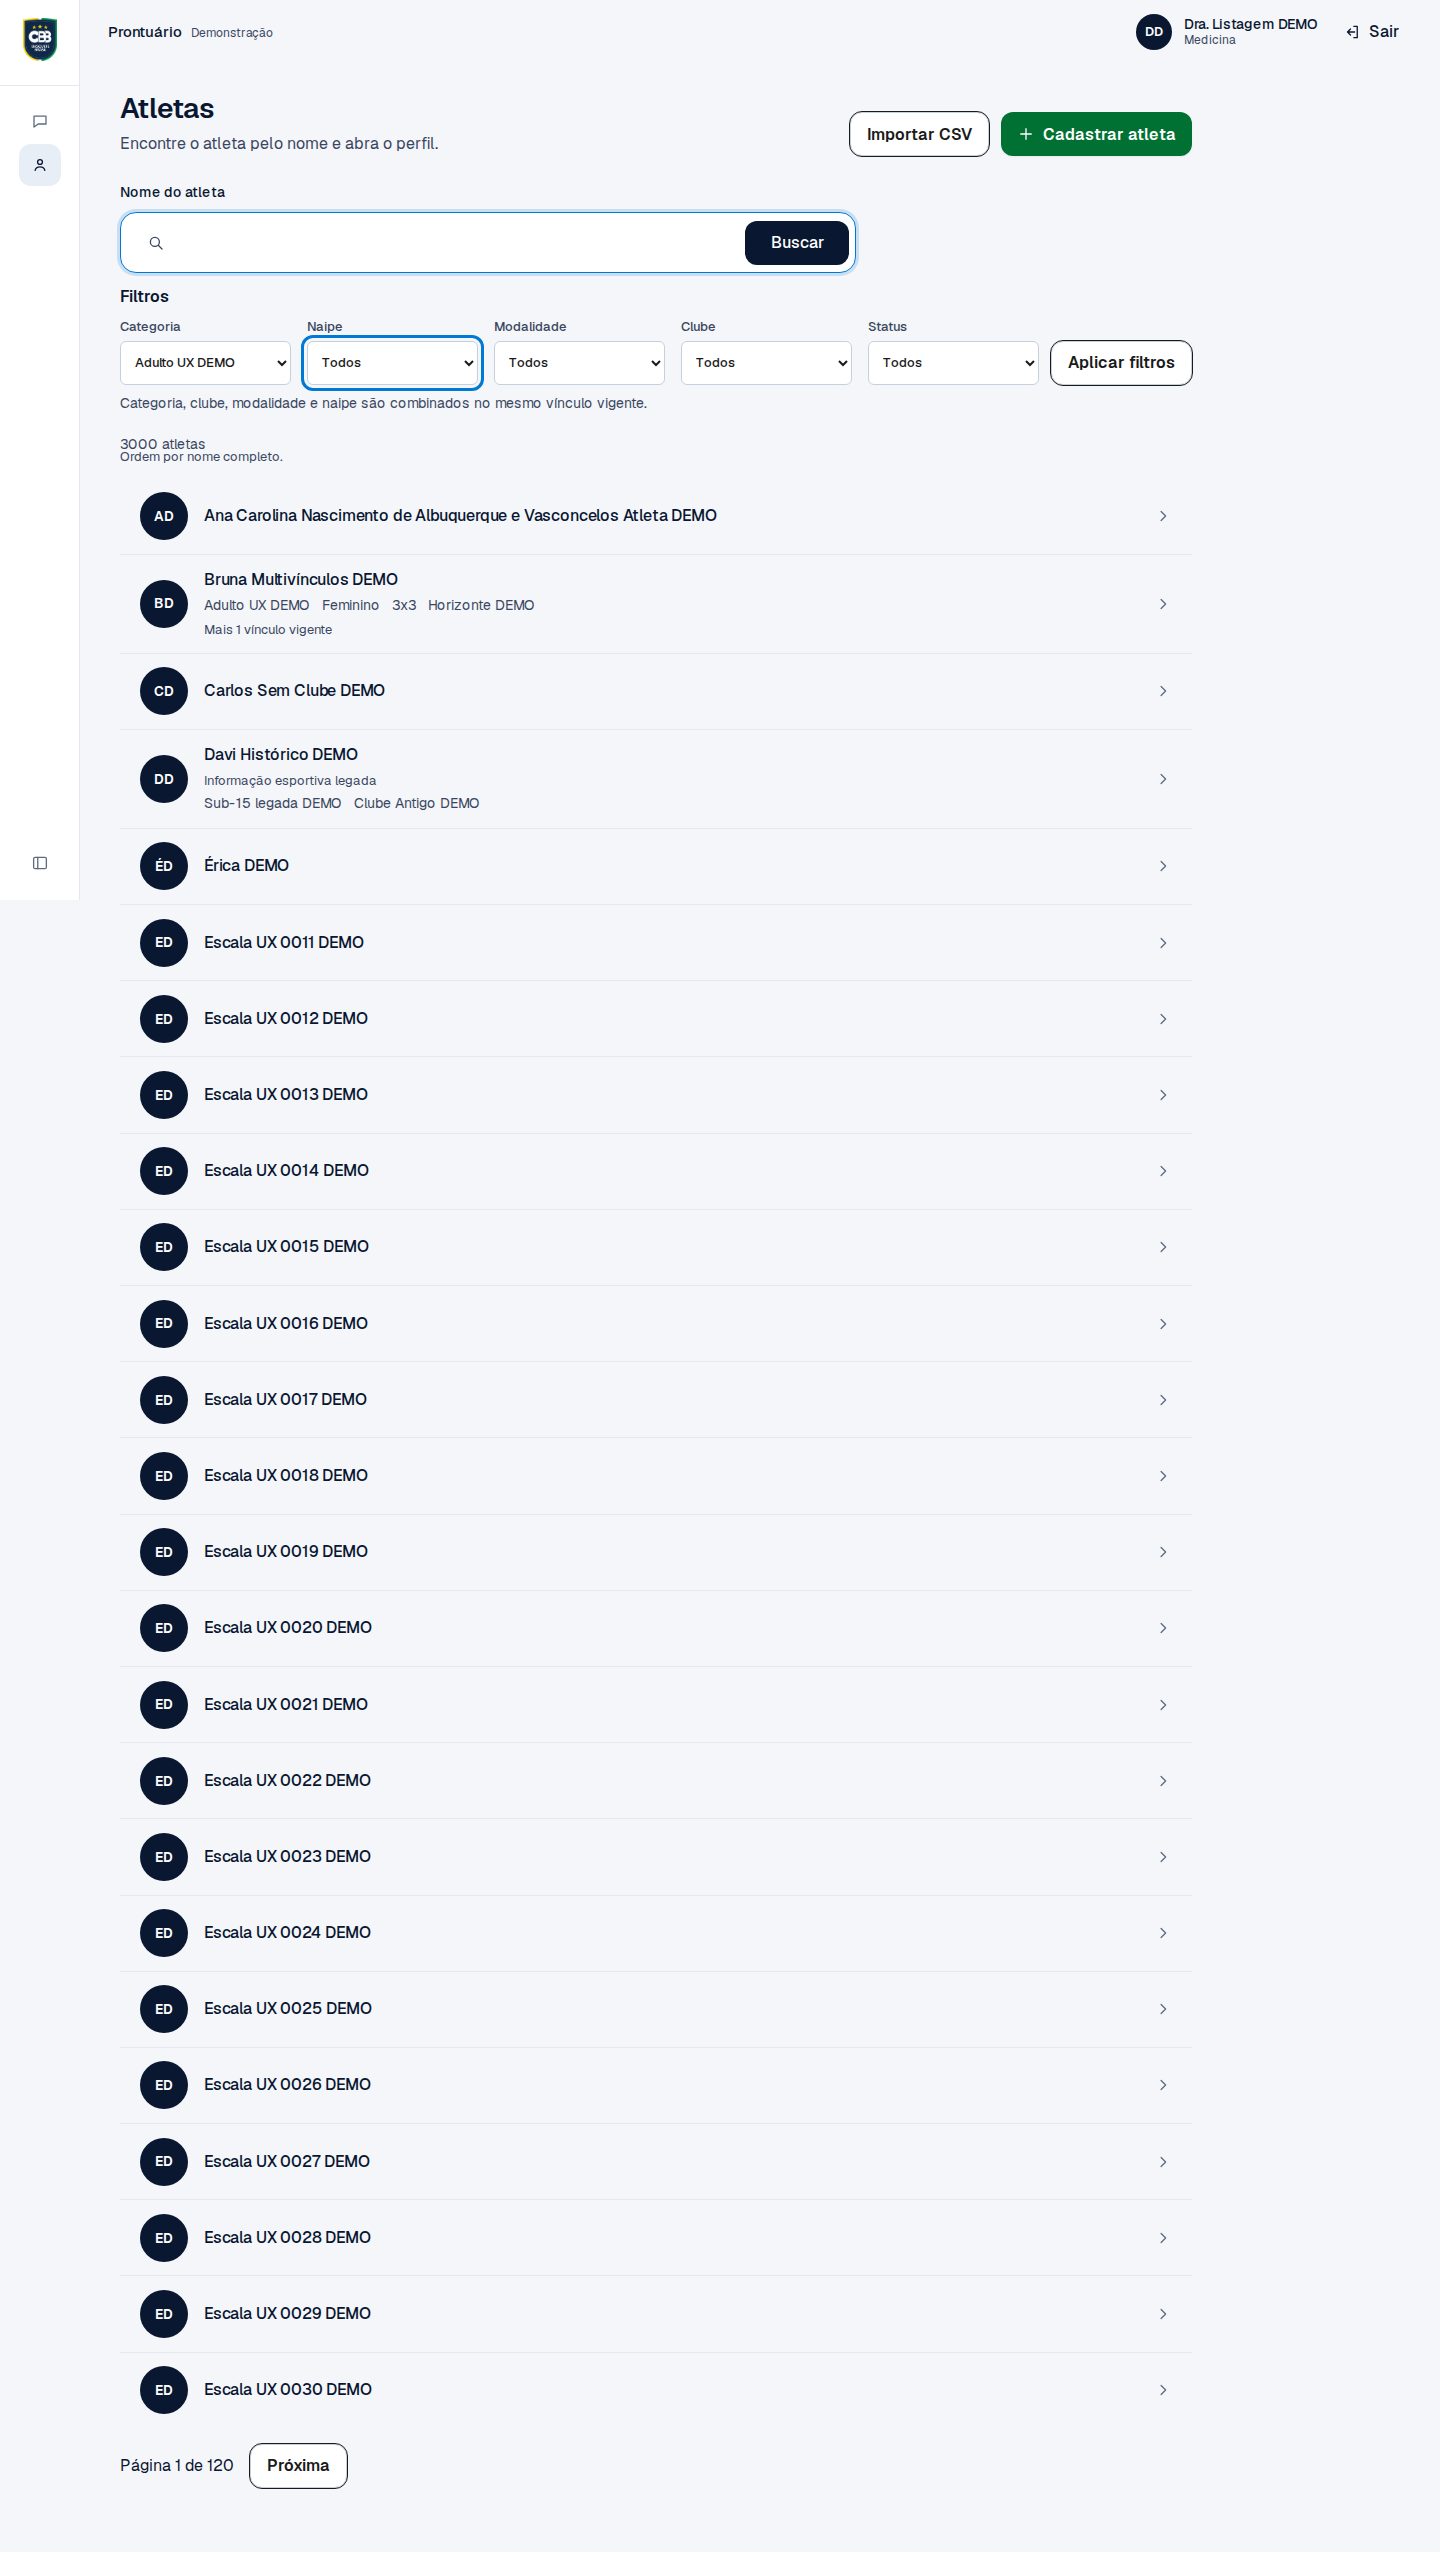 CBB
Prontuário Demonstração
DD
Dra. Listagem DEMO
Medicina
Sair
Atletas
Encontre o atleta pelo nome e abra o perfil.
Importar CSV
Cadastrar atleta
Nome do atleta
Buscar
Filtros
Categoria Naipe Modalidade Clube Status
Adulto UX DEMO Todos Todos Todos Todos Aplicar filtros
Categoria, clube, modalidade e naipe são combinados no mesmo vínculo vigente.
3000 atletas
Ordem por nome completo.
AD Ana Carolina Nascimento de Albuquerque e Vasconcelos Atleta DEMO
BD Bruna Multivínculos DEMO
Adulto UX DEMO Feminino 3x3 Horizonte DEMO
Mais 1 vínculo vigente
CD Carlos Sem Clube DEMO
DD Davi Histórico DEMO
Informação esportiva legada
Sub-15 legada DEMO Clube Antigo DEMO
ÉD Érica DEMO
ED Escala UX 0011 DEMO
ED Escala UX 0012 DEMO
ED Escala UX 0013 DEMO
ED Escala UX 0014 DEMO
ED Escala UX 0015 DEMO
ED Escala UX 0016 DEMO
ED Escala UX 0017 DEMO
ED Escala UX 0018 DEMO
ED Escala UX 0019 DEMO
ED Escala UX 0020 DEMO
ED Escala UX 0021 DEMO
ED Escala UX 0022 DEMO
ED Escala UX 0023 DEMO
ED Escala UX 0024 DEMO
ED Escala UX 0025 DEMO
ED Escala UX 0026 DEMO
ED Escala UX 0027 DEMO
ED Escala UX 0028 DEMO
ED Escala UX 0029 DEMO
ED Escala UX 0030 DEMO
Página 1 de 120 Próxima